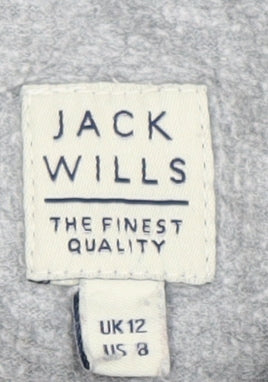 JACK
WILLS
THE FINEST
QUALITY
UK 12
US 8